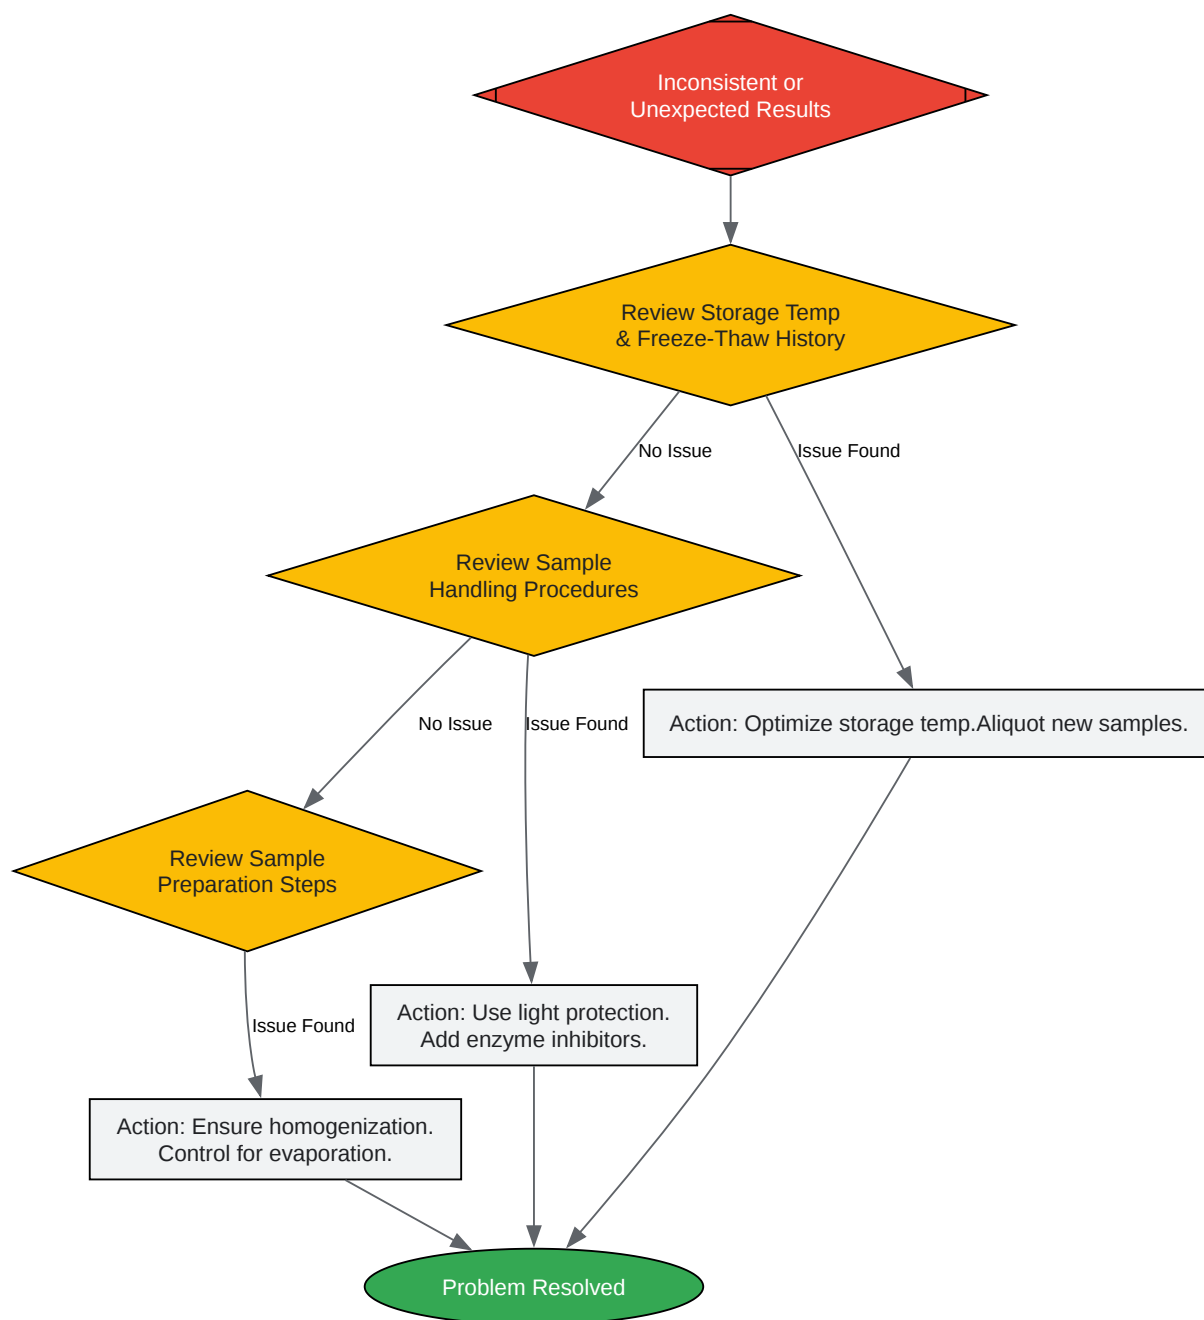 Inconsistent or
Unexpected Results
Review Storage Temp
& Freeze-Thaw History
No Issue
Issue Found
Review Sample
Handling Procedures
No Issue
Issue Found
Action: Optimize storage temp.Aliquot new samples.
Review Sample
Preparation Steps
Issue Found
Action: Use light protection.
Add enzyme inhibitors.
Action: Ensure homogenization.
Control for evaporation.
Problem Resolved